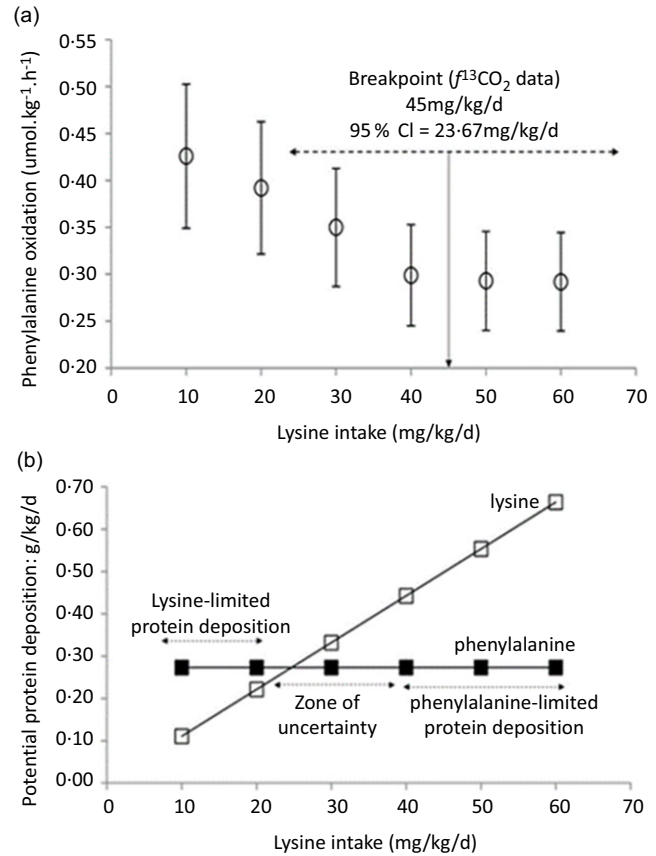 (a)
0·55
0·50
0·45
0·40
0·35
0·30
0·25
0·20
Phenylalanine oxidation (umol.kg⁻¹.h⁻¹)
Breakpoint (f¹³CO₂ data)
45mg/kg/d
95 % Cl = 23·67mg/kg/d
0 10 20 30 40 50 60 70
Lysine intake (mg/kg/d)
(b)
0·70
0·60
0·50
0·40
0·30
0·20
0·10
0·00
Potential protein deposition: g/kg/d
lysine
Lysine-limited
protein deposition
phenylalanine
Zone of
uncertainty
phenylalanine-limited
protein deposition
0 10 20 30 40 50 60 70
Lysine intake (mg/kg/d)